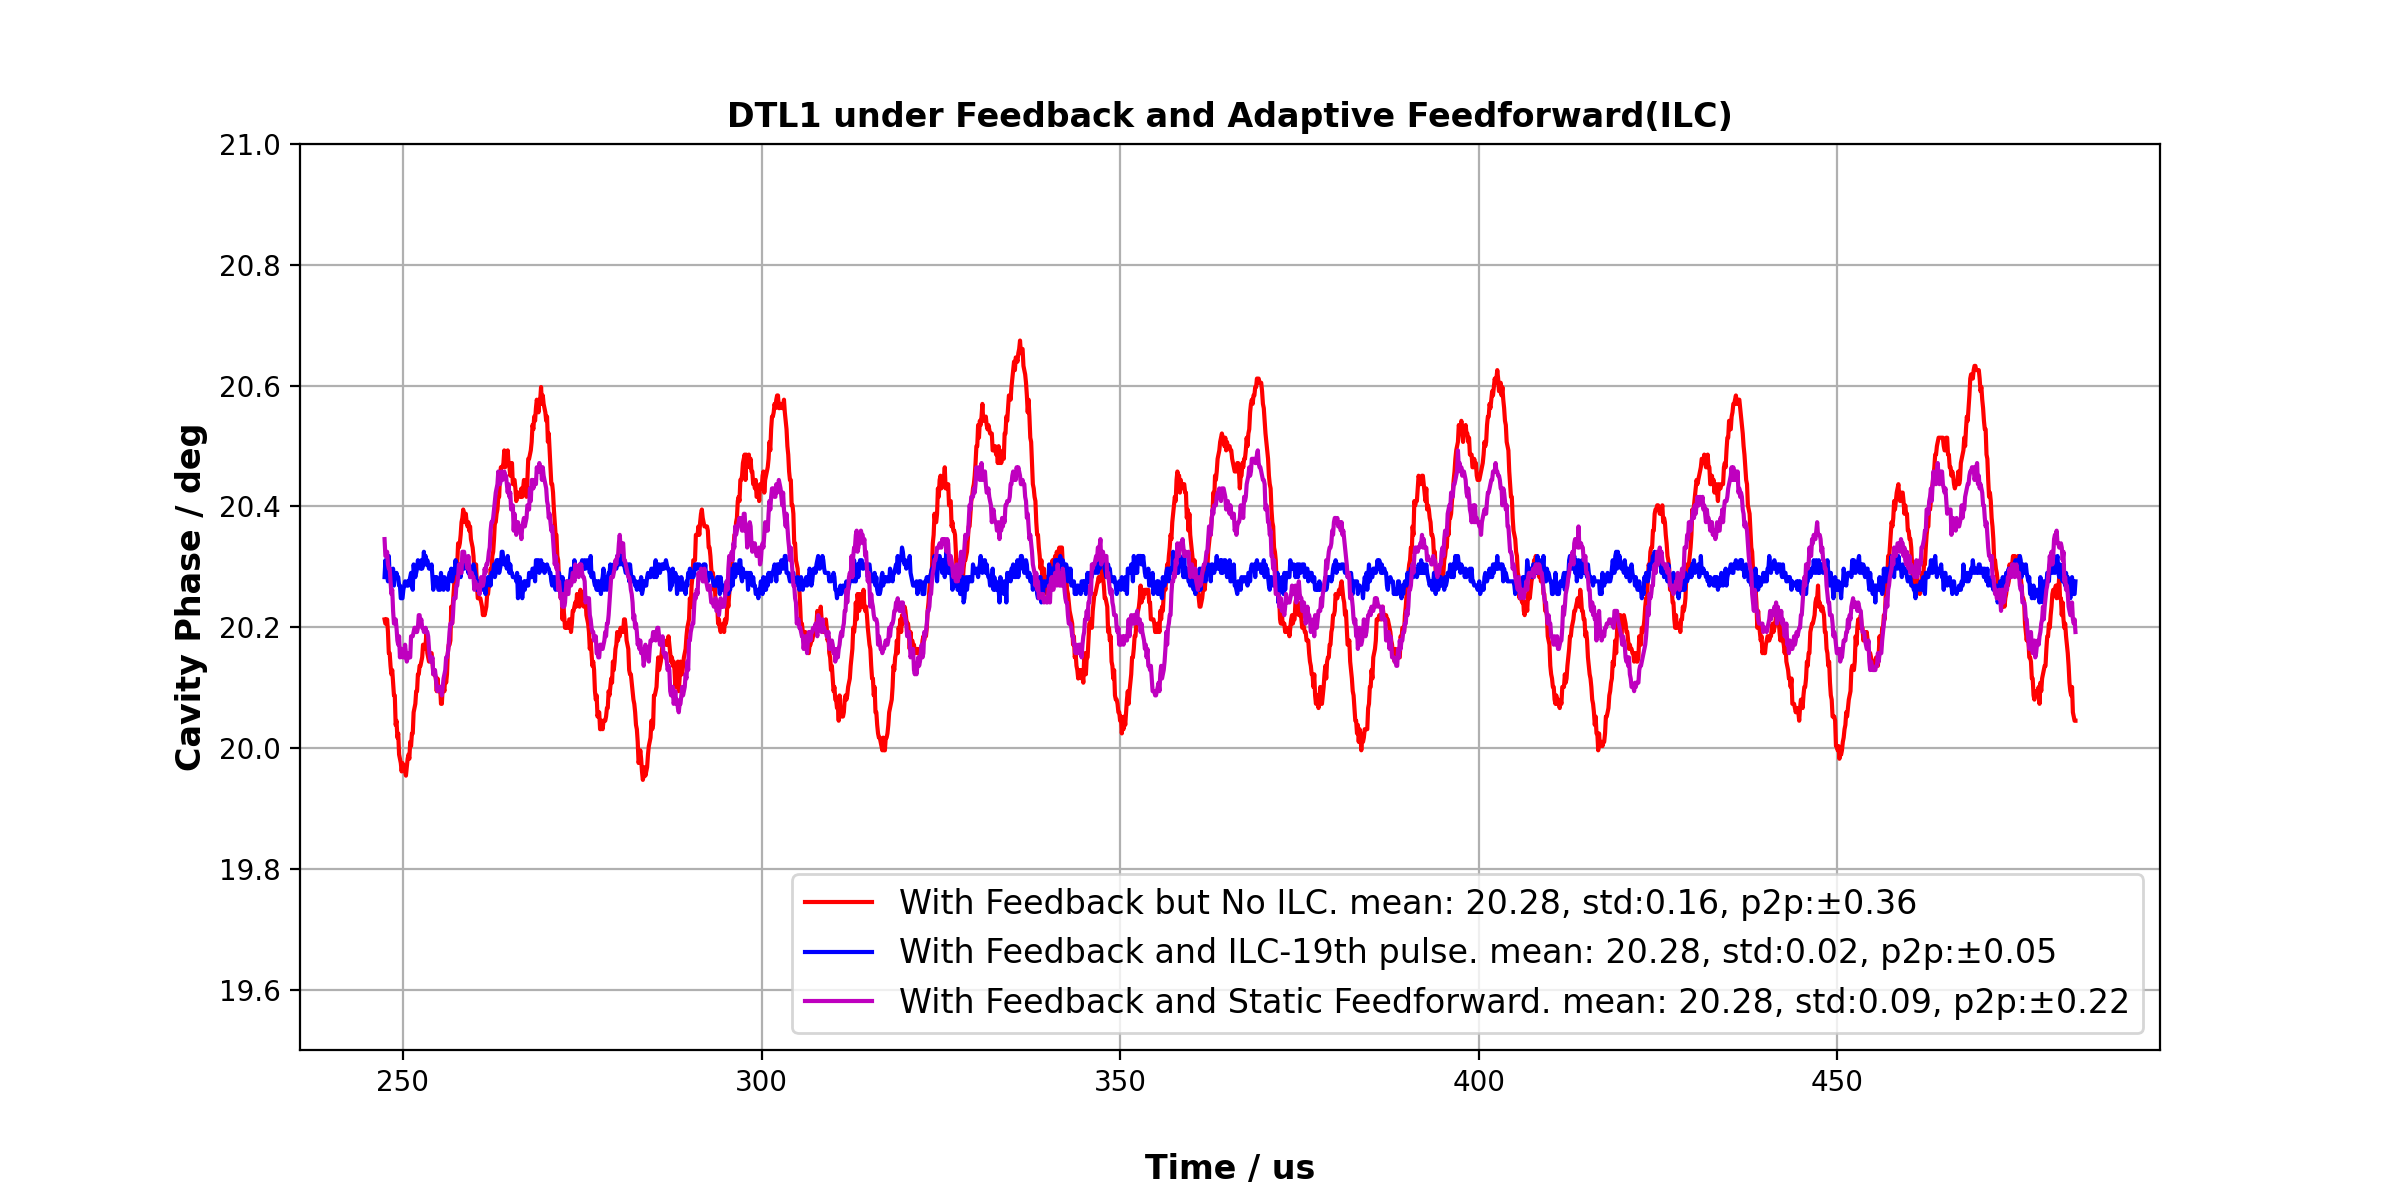 DTL1 under Feedback and Adaptive Feedforward(ILC)
21.0
20.8
20.6
20.4
20.2
20.0
19.8
19.6
Cavity Phase / deg
With Feedback but No ILC. mean: 20.28, std:0.16, p2p:±0.36
With Feedback and ILC-19th pulse. mean: 20.28, std:0.02, p2p:±0.05
With Feedback and Static Feedforward. mean: 20.28, std:0.09, p2p:±0.22
250 300 350 400 450
Time / us